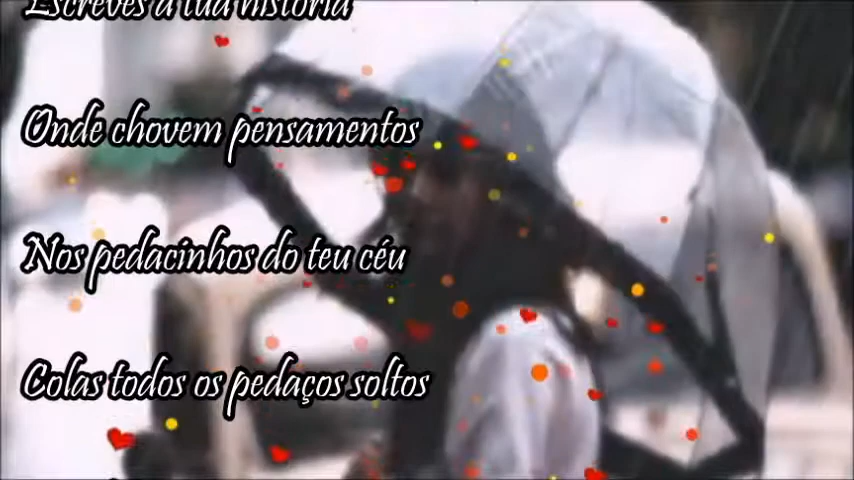 Escreves a tua história
Onde chovem pensamentos
Nos pedacinhos do teu céu
Colas todos os pedaços soltos